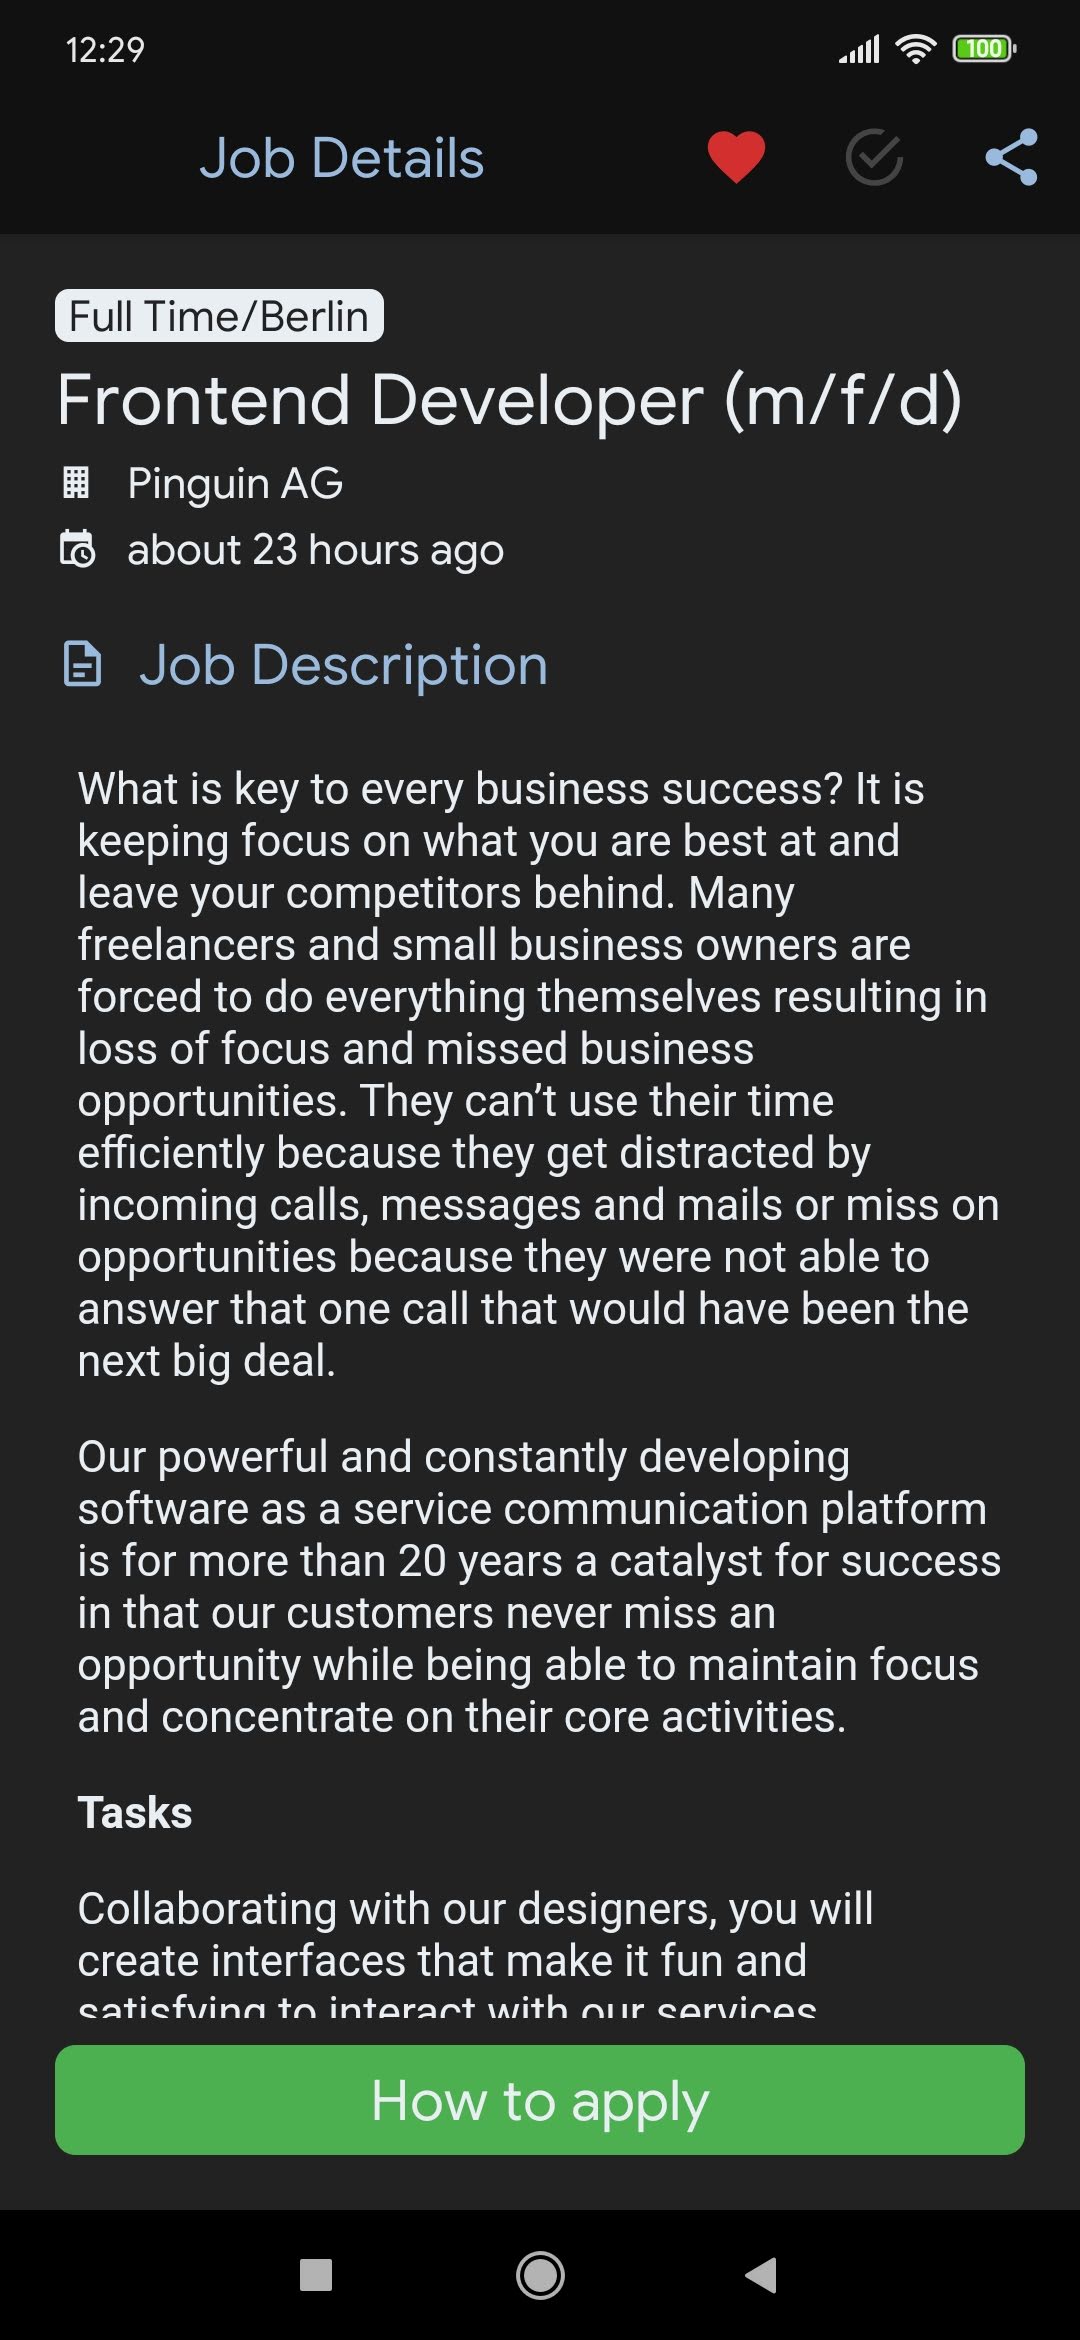 12:29
100
Job Details
Full Time/Berlin
Frontend Developer (m/f/d)
Pinguin AG
about 23 hours ago
Job Description
What is key to every business success? It is
keeping focus on what you are best at and
leave your competitors behind. Many
freelancers and small business owners are
forced to do everything themselves resulting in
loss of focus and missed business
opportunities. They can’t use their time
efficiently because they get distracted by
incoming calls, messages and mails or miss on
opportunities because they were not able to
answer that one call that would have been the
next big deal.
Our powerful and constantly developing
software as a service communication platform
is for more than 20 years a catalyst for success
in that our customers never miss an
opportunity while being able to maintain focus
and concentrate on their core activities.
Tasks
Collaborating with our designers, you will
create interfaces that make it fun and
satisfying to interact with our services
How to apply